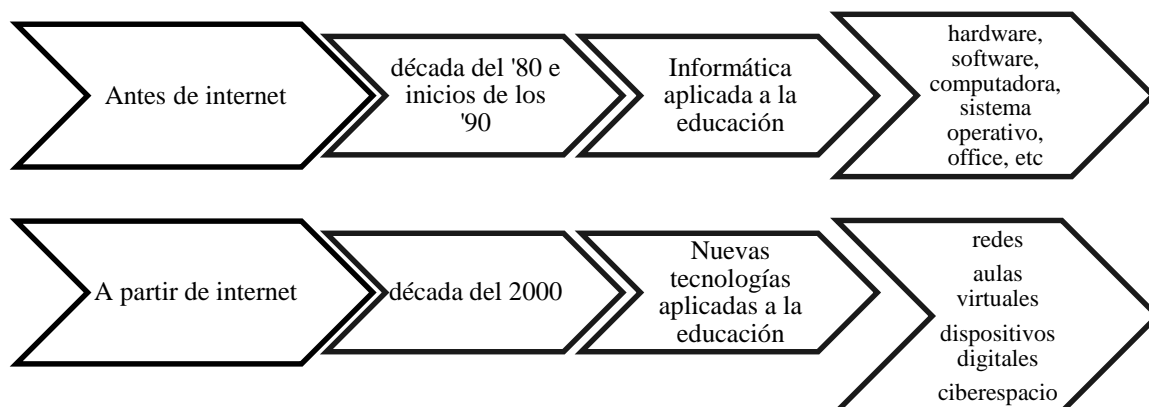 Antes de internet
década del '80 e
inicios de los
'90
Informática
aplicada a la
educación
hardware,
software,
computadora,
sistema
operativo,
office, etc
A partir de internet
década del 2000
Nuevas
tecnologías
aplicadas a la
educación
redes
aulas
virtuales
dispositivos
digitales
ciberespacio